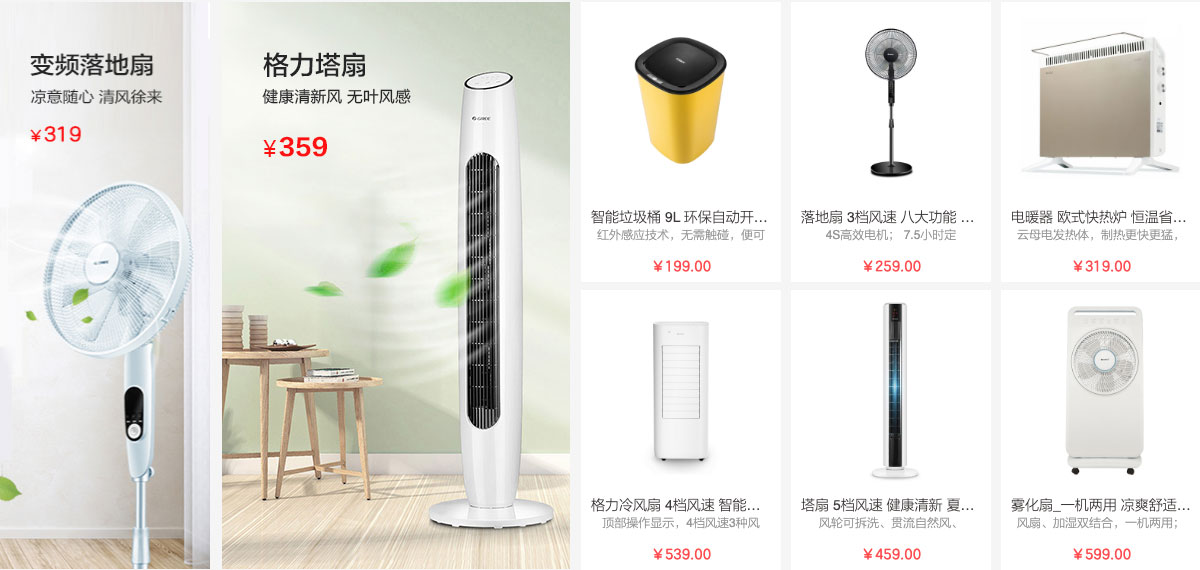 变频落地扇
凉意随心 清风徐来
¥319
格力塔扇
健康清新风 无叶风感
¥359
GREE
智能垃圾桶 9L 环保自动开…
红外感应技术，无需触碰，便可
¥199.00
落地扇 3档风速 八大功能 …
4S高效电机； 7.5小时定
¥259.00
电暖器 欧式快热炉 恒温省…
云母电发热体，制热更快更猛，
¥319.00
格力冷风扇 4档风速 智能…
顶部操作显示，4档风速3种风
¥539.00
塔扇 5档风速 健康清新 夏…
风轮可拆洗、贯流自然风、
¥459.00
雾化扇_一机两用 凉爽舒适…
风扇、加湿双结合，一机两用；
¥599.00